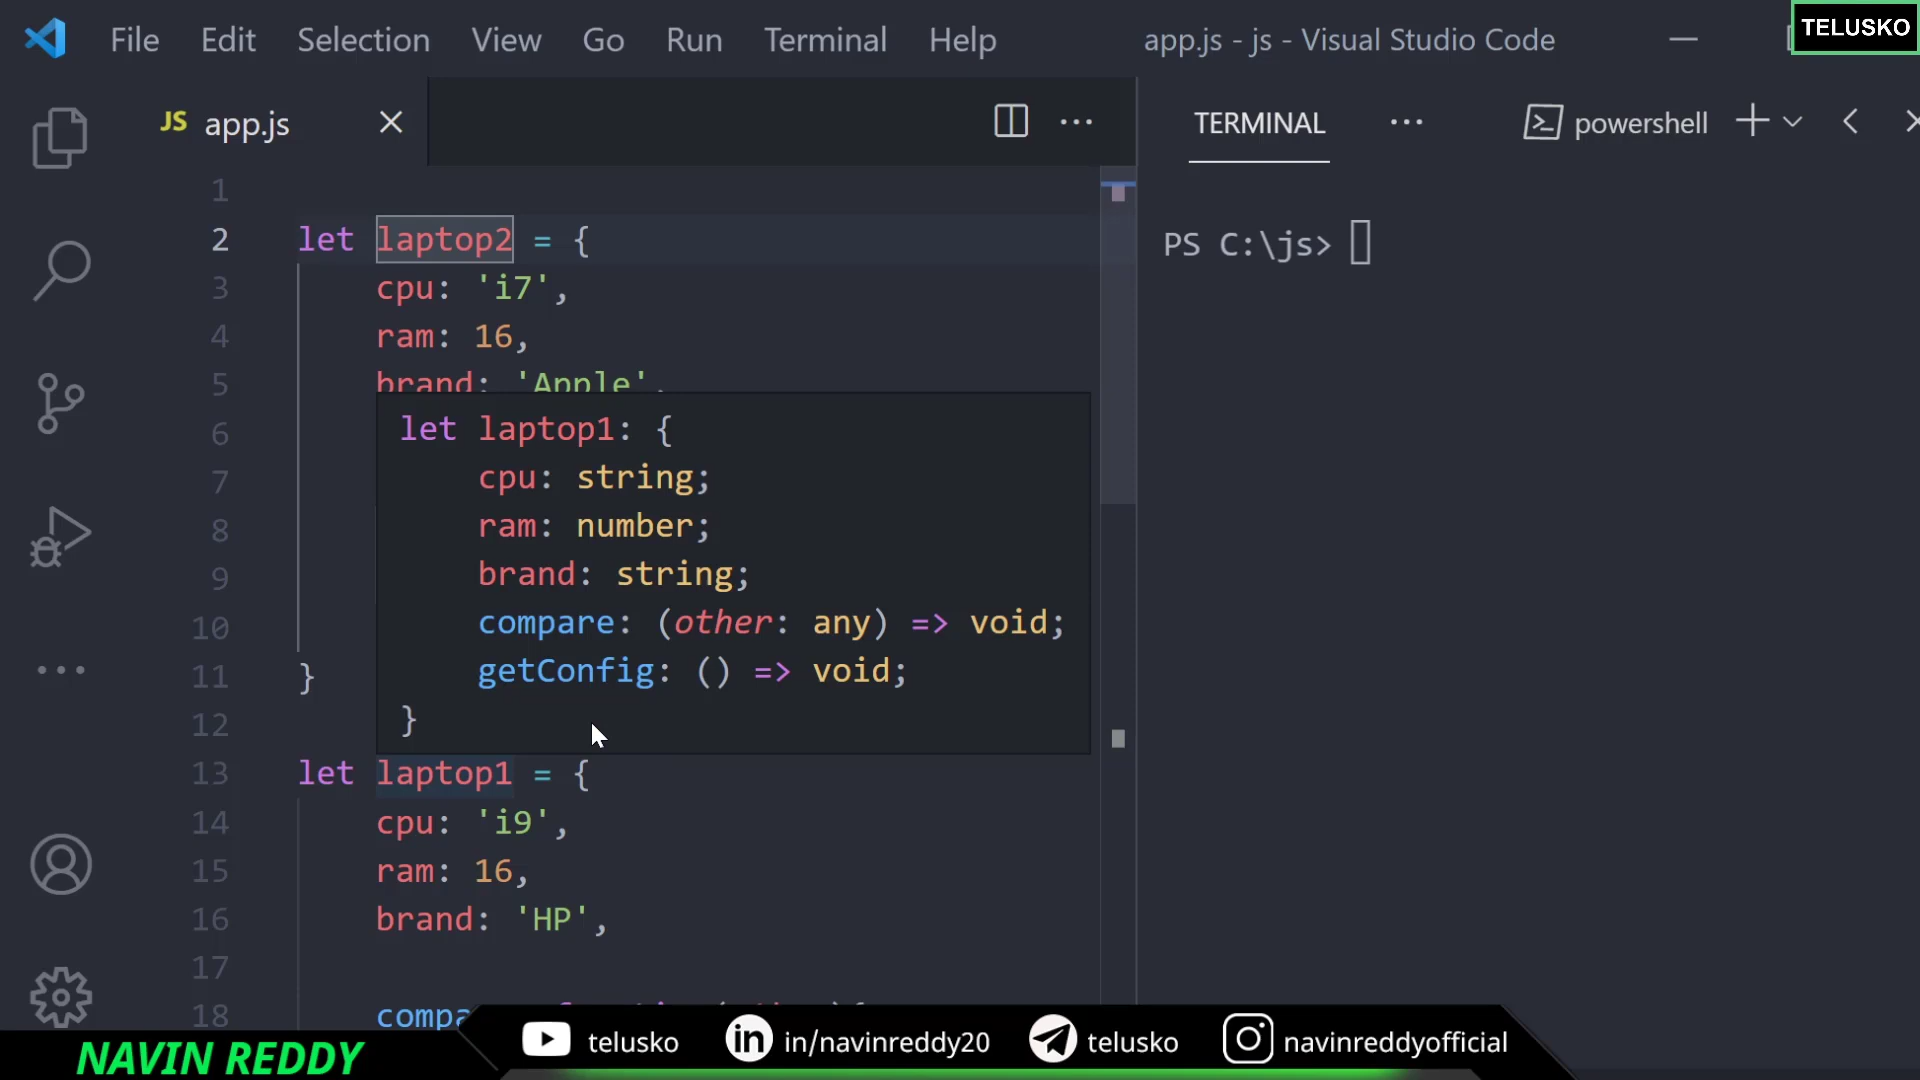 File Edit Selection View Go Run Terminal Help app.js - js - Visual Studio Code
TELUSKO
JS app.js
TERMINAL powershell
1
2 let laptop2 = {
3 cpu: 'i7',
4 ram: 16,
5 brand: 'Apple',
6
7
8
9
10
11 }
12
let laptop1: {
cpu: string;
ram: number;
brand: string;
compare: (other: any) => void;
getConfig: () => void;
}
13 let laptop1 = {
14 cpu: 'i9',
15 ram: 16,
16 brand: 'HP',
17
18
PS C:\js>
NAVIN REDDY
telusko in/navinreddy20 telusko navinreddyofficial